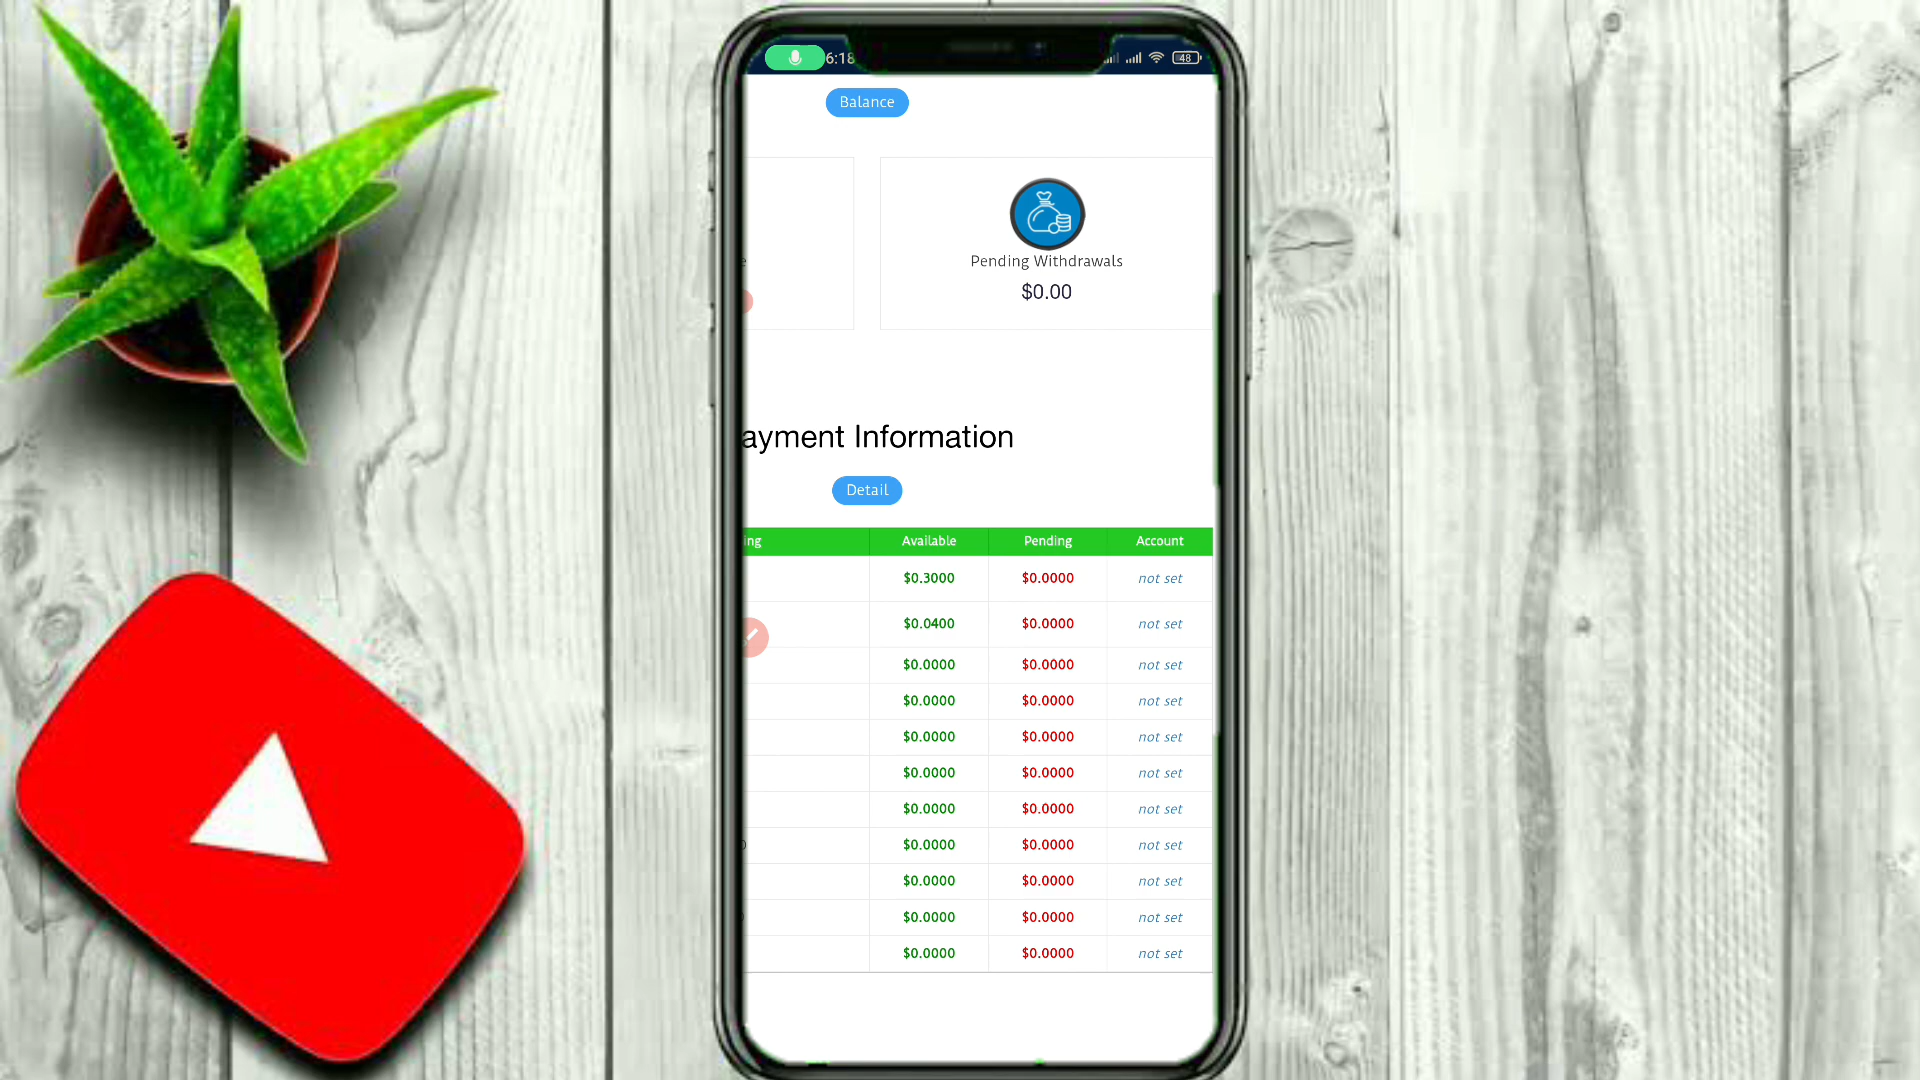 6:18
48
Balance
Pending Withdrawals
$0.00
ayment Information
Detail
ing Available Pending Account
$0.3000 $0.0000 not set
$0.0400 $0.0000 not set
$0.0000 $0.0000 not set
$0.0000 $0.0000 not set
$0.0000 $0.0000 not set
$0.0000 $0.0000 not set
$0.0000 $0.0000 not set
$0.0000 $0.0000 not set
$0.0000 $0.0000 not set
$0.0000 $0.0000 not set
$0.0000 $0.0000 not set